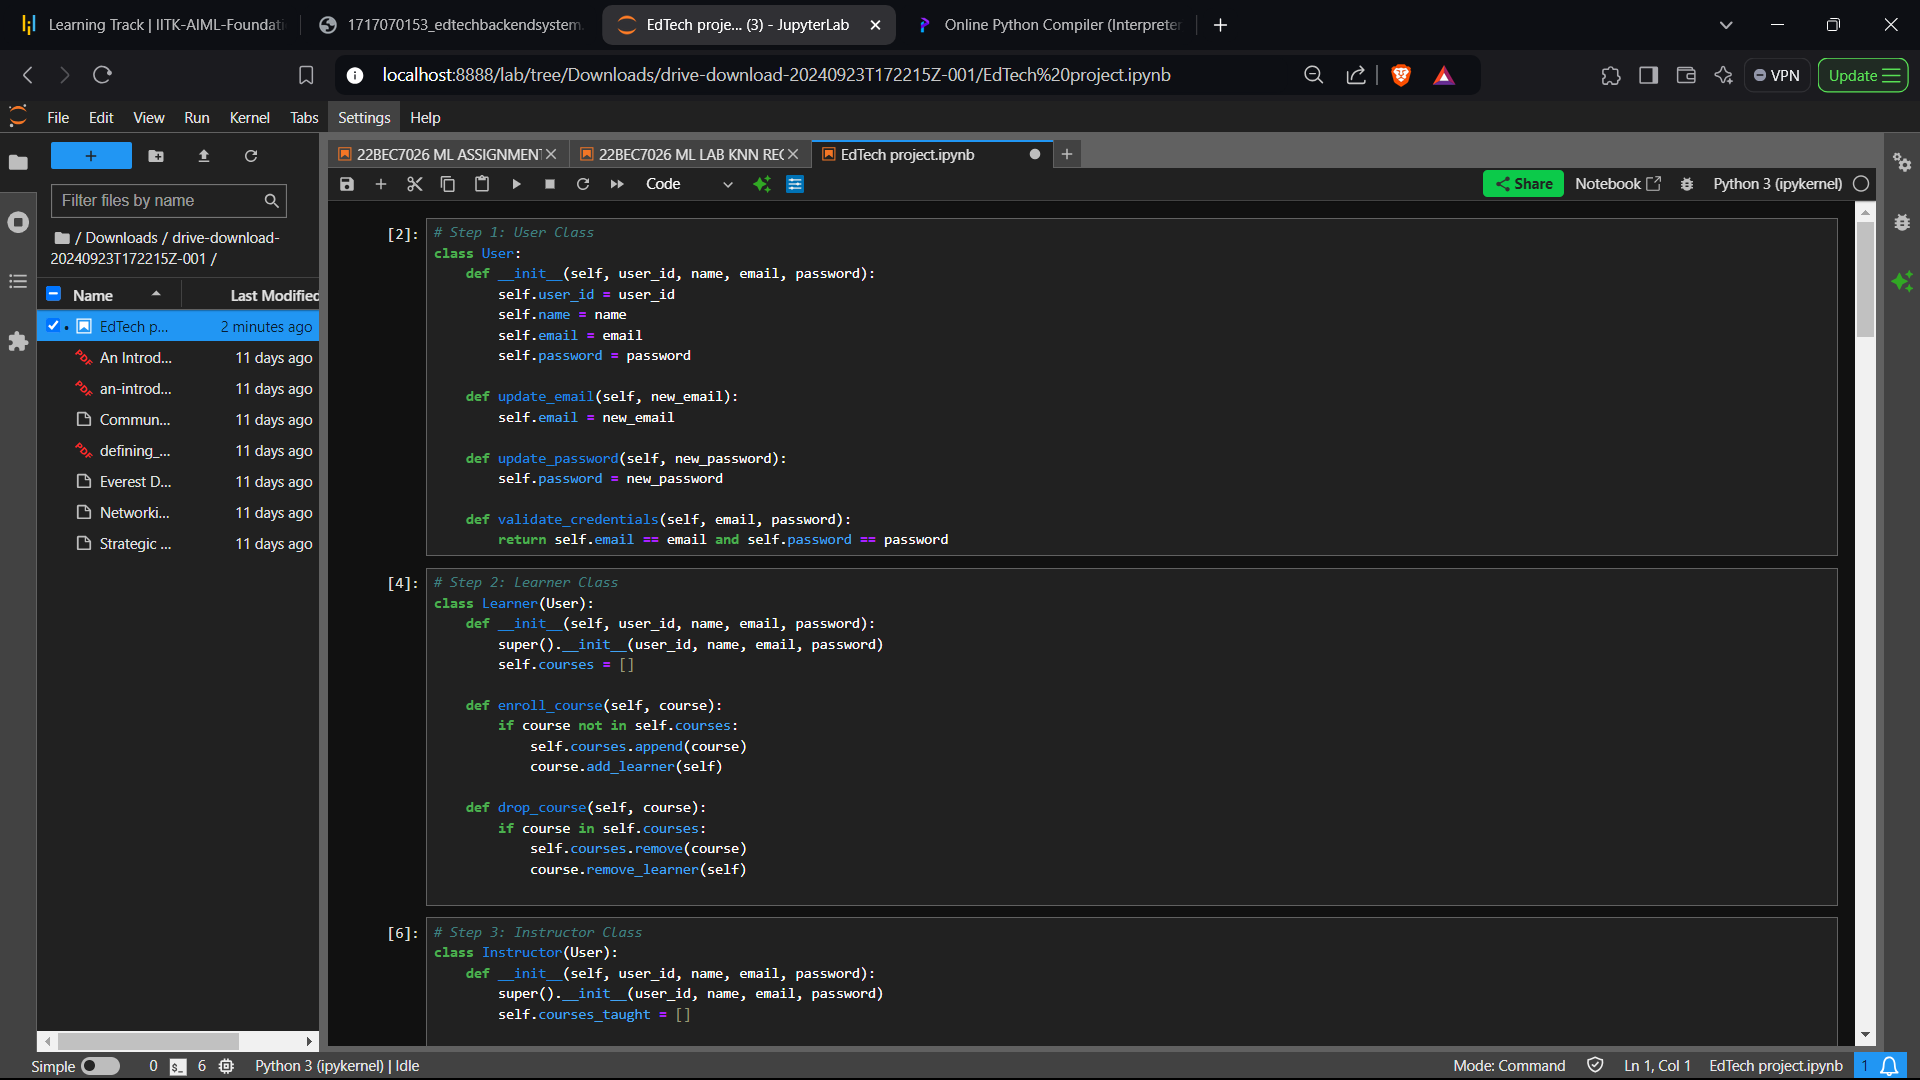 Learning Track | IITK-AIML-Foundati
1717070153_edtechbackendsystem.
EdTech proje... (3) - JupyterLab
Online Python Compiler (Interpreter
localhost:8888/lab/tree/Downloads/drive-download-20240923T172215Z-001/EdTech%20project.ipynb
VPN
Update
File Edit View Run Kernel Tabs Settings Help
22BEC7026 ML ASSIGNMENT
22BEC7026 ML LAB KNN REC
EdTech project.ipynb
Code
Share
Notebook
Python 3 (ipykernel)
Filter files by name
/ Downloads / drive-download-
20240923T172215Z-001 /
Name Last Modified
EdTech p... 2 minutes ago
An Introd... 11 days ago
an-introd... 11 days ago
Commun... 11 days ago
defining_... 11 days ago
Everest D... 11 days ago
Networki... 11 days ago
Strategic ... 11 days ago
[2]:
# Step 1: User Class
class User:
    def __init__(self, user_id, name, email, password):
        self.user_id = user_id
        self.name = name
        self.email = email
        self.password = password
    def update_email(self, new_email):
        self.email = new_email
    def update_password(self, new_password):
        self.password = new_password
    def validate_credentials(self, email, password):
        return self.email == email and self.password == password
[4]:
# Step 2: Learner Class
class Learner(User):
    def __init__(self, user_id, name, email, password):
        super().__init__(user_id, name, email, password)
        self.courses = []
    def enroll_course(self, course):
        if course not in self.courses:
            self.courses.append(course)
            course.add_learner(self)
    def drop_course(self, course):
        if course in self.courses:
            self.courses.remove(course)
            course.remove_learner(self)
[6]:
# Step 3: Instructor Class
class Instructor(User):
    def __init__(self, user_id, name, email, password):
        super().__init__(user_id, name, email, password)
        self.courses_taught = []
Simple 0 6 Python 3 (ipykernel) | Idle
Mode: Command Ln 1, Col 1 EdTech project.ipynb 1